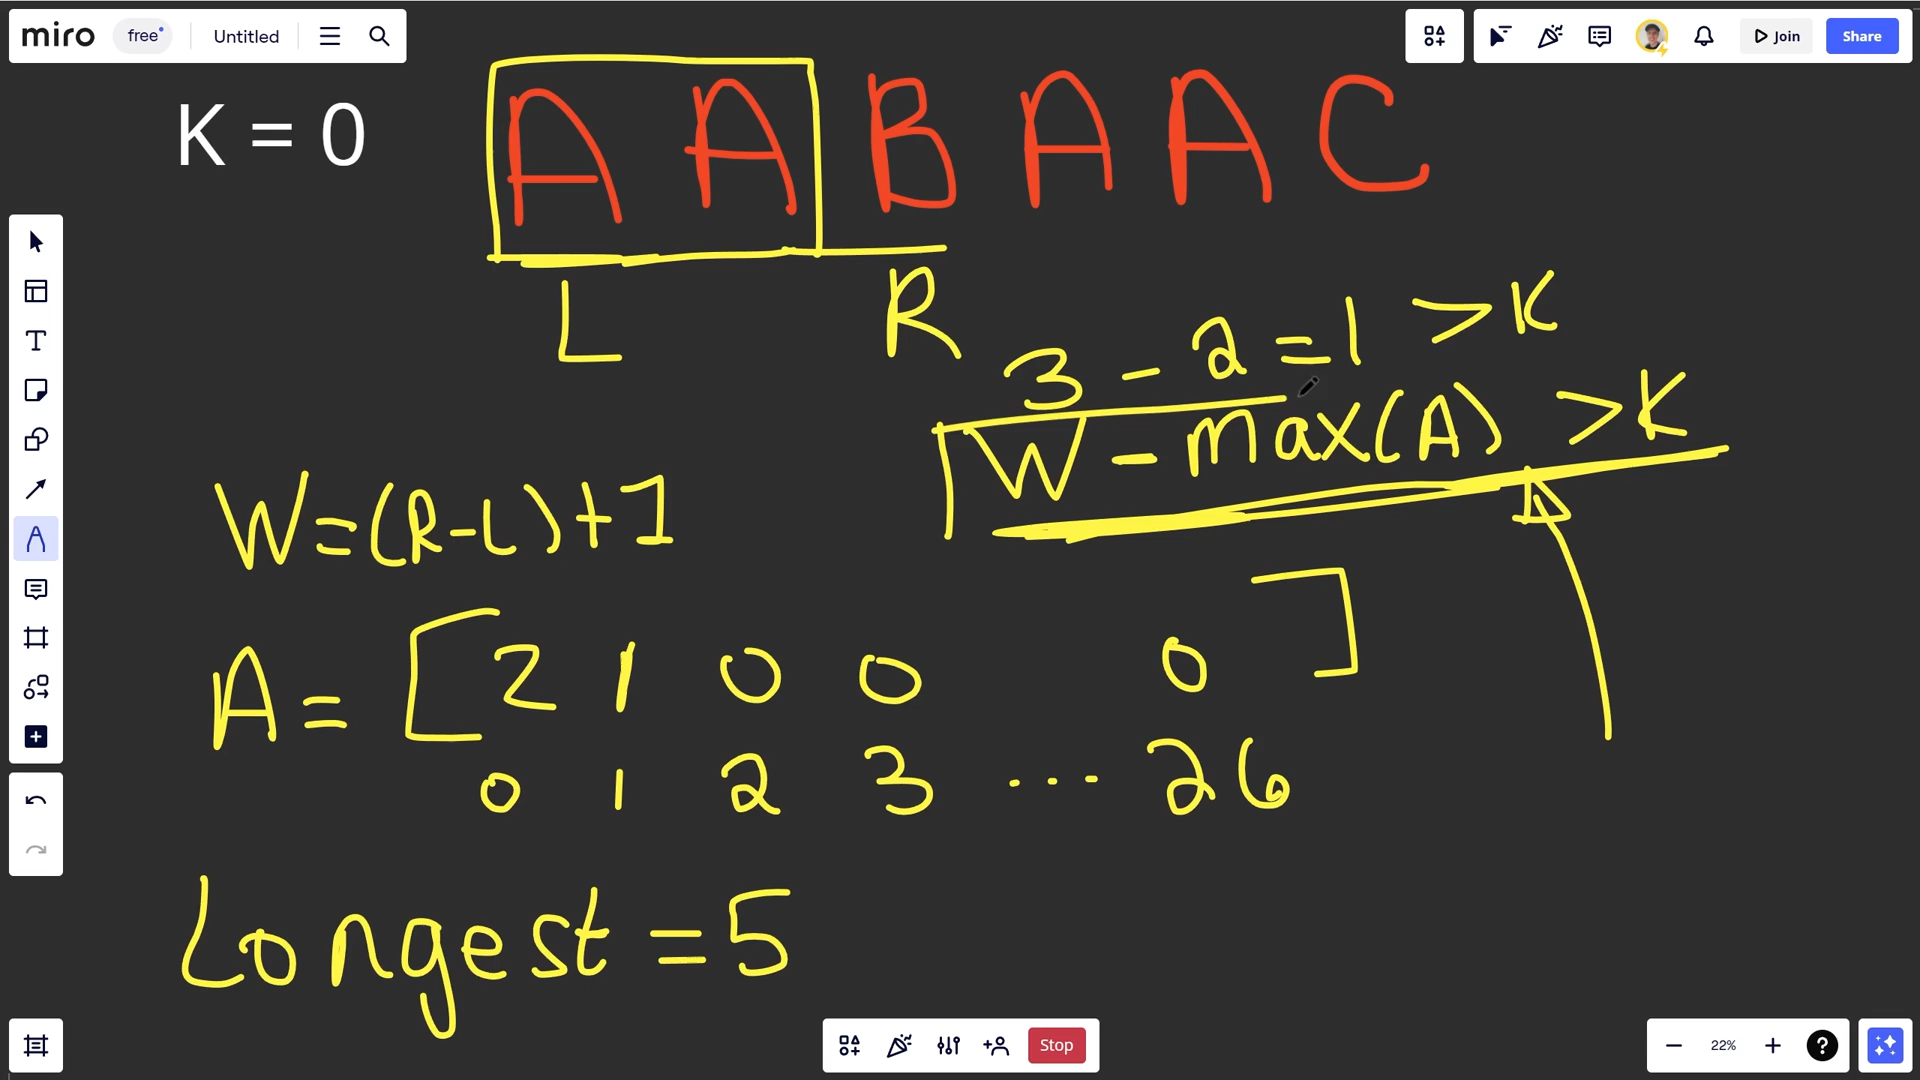 miro free Untitled
Join Share
K = 0
A A B A A C
L R
3 - 2 = 1 > K
W - max(A) > K
W = (R-L)+1
A = [2 1 0 0 0]
0 1 2 3 ... 26
Longest = 5
Stop
22%